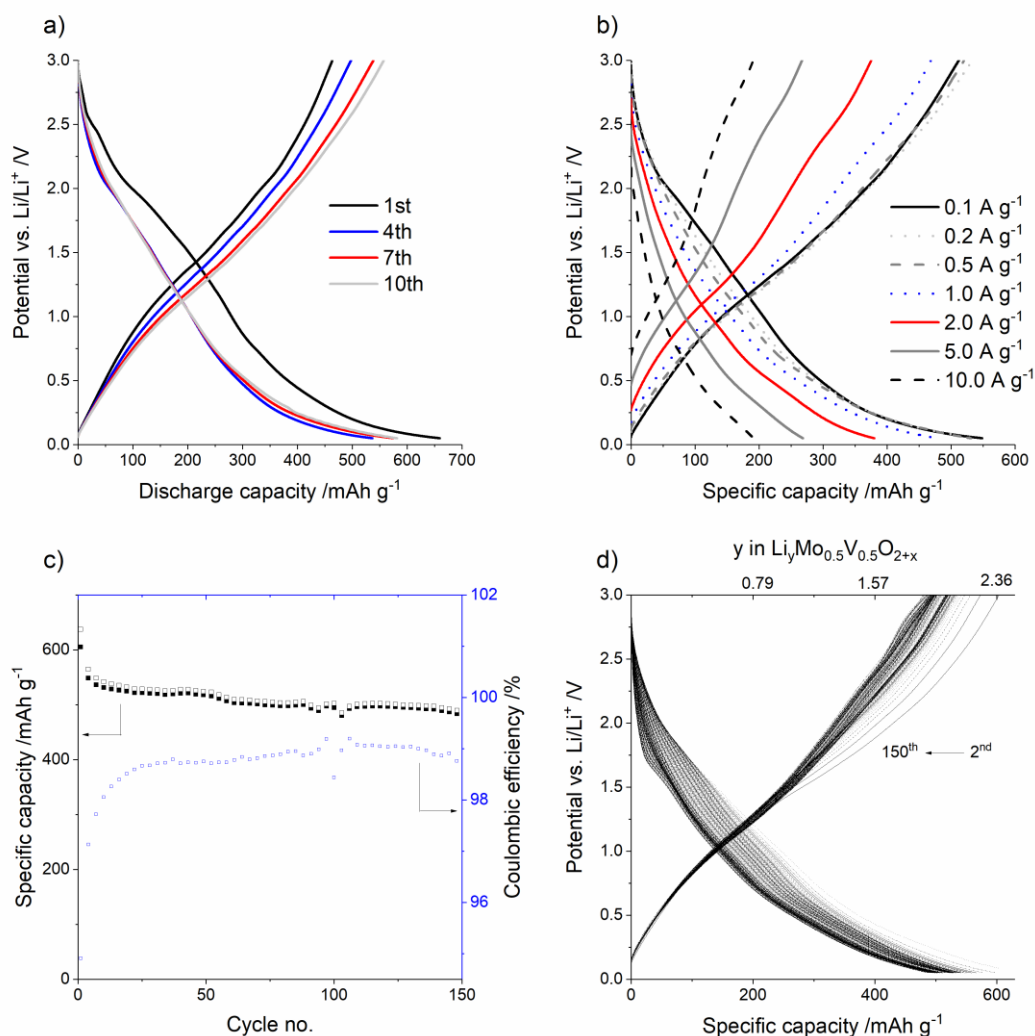 a)
3.0
2.5
2.0
1.5
1.0
0.5
0.0
Potential vs. Li/Li⁺ /V
1st
4th
7th
10th
0 100 200 300 400 500 600 700
Discharge capacity /mAh g⁻¹
b)
3.0
2.5
2.0
1.5
1.0
0.5
0.0
Potential vs. Li/Li⁺ /V
0.1 A g⁻¹
0.2 A g⁻¹
0.5 A g⁻¹
1.0 A g⁻¹
2.0 A g⁻¹
5.0 A g⁻¹
10.0 A g⁻¹
0 100 200 300 400 500 600
Specific capacity /mAh g⁻¹
c)
600
400
200
0
Specific capacity /mAh g⁻¹
102
100
98
96
Coulombic efficiency /%
0 50 100 150
Cycle no.
d)
y in LiᵧMo₀.₅V₀.₅O₂₊ₓ
0.79 1.57 2.36
3.0
2.5
2.0
1.5
1.0
0.5
0.0
Potential vs. Li/Li⁺ /V
150ᵗʰ ← 2ⁿᵈ
0 200 400 600
Specific capacity /mAh g⁻¹